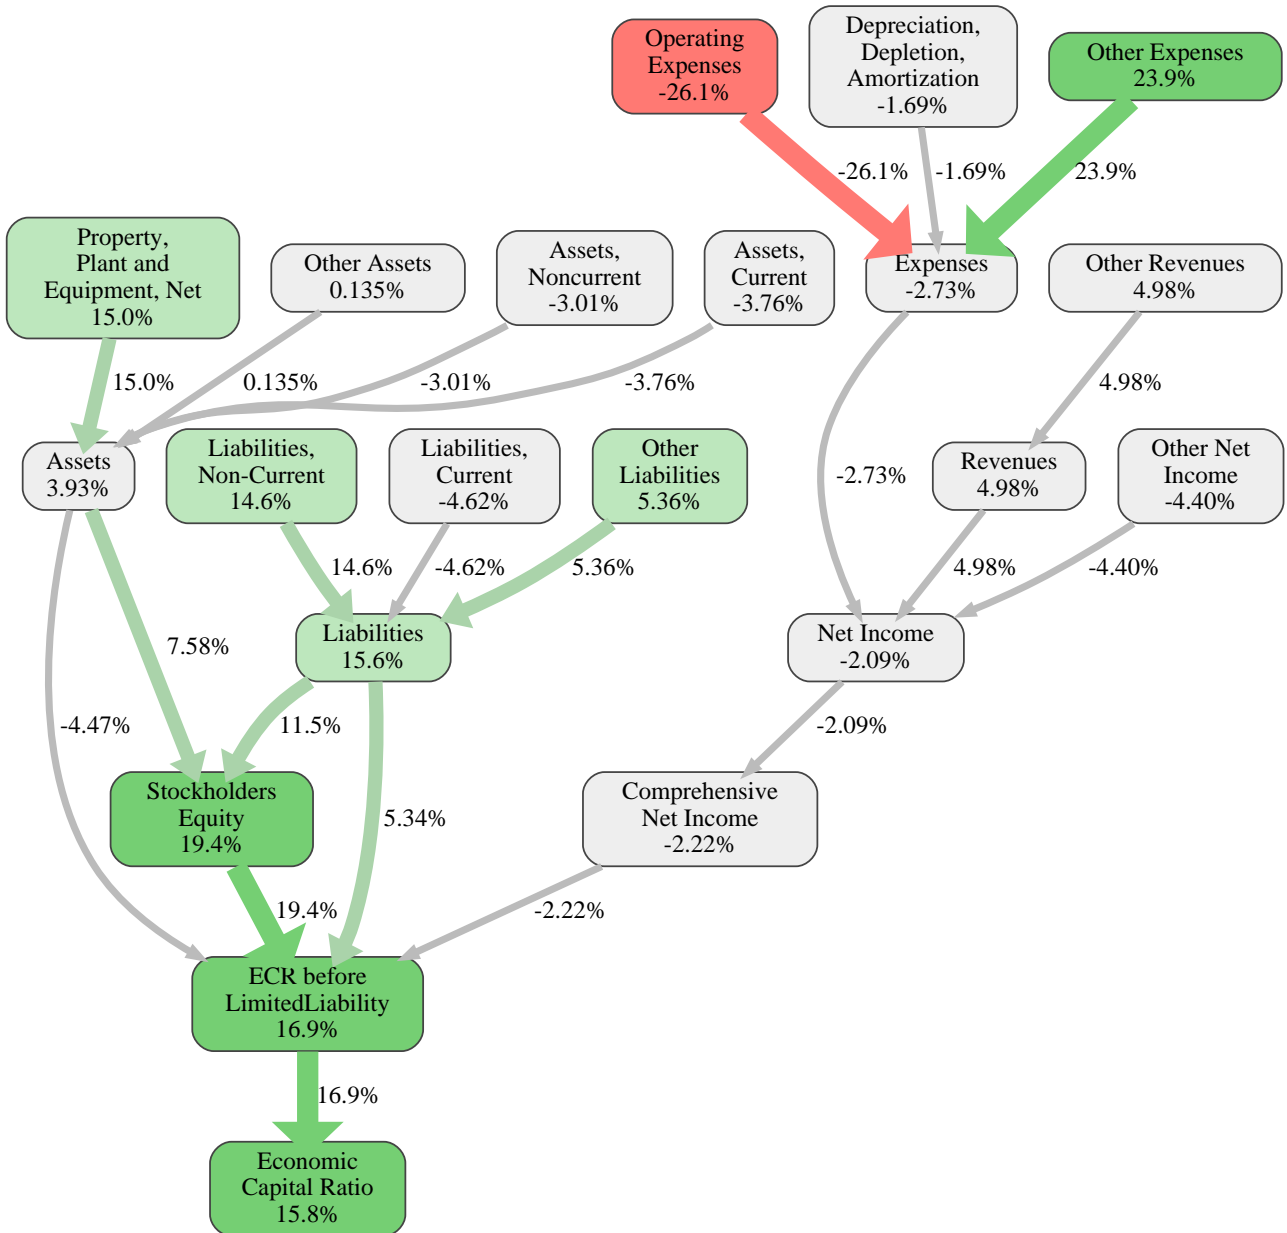 Operating
Expenses
-26.1%
Depreciation,
Depletion,
Amortization
-1.69%
Other Expenses
23.9%
-26.1%
-1.69%
23.9%
Property,
Plant and
Equipment, Net
15.0%
Other Assets
0.135%
Assets,
Noncurrent
-3.01%
Assets,
Current
-3.76%
Expenses
-2.73%
Other Revenues
4.98%
15.0%
0.135%
-3.01%
-3.76%
4.98%
Assets
3.93%
Liabilities,
Non-Current
14.6%
Liabilities,
Current
-4.62%
Other
Liabilities
5.36%
-2.73%
Revenues
4.98%
Other Net
Income
-4.40%
14.6%
-4.62%
5.36%
4.98%
-4.40%
7.58%
Liabilities
15.6%
Net Income
-2.09%
-4.47%
11.5%
-2.09%
Stockholders
Equity
19.4%
5.34%
Comprehensive
Net Income
-2.22%
19.4%
-2.22%
ECR before
LimitedLiability
16.9%
16.9%
Economic
Capital Ratio
15.8%